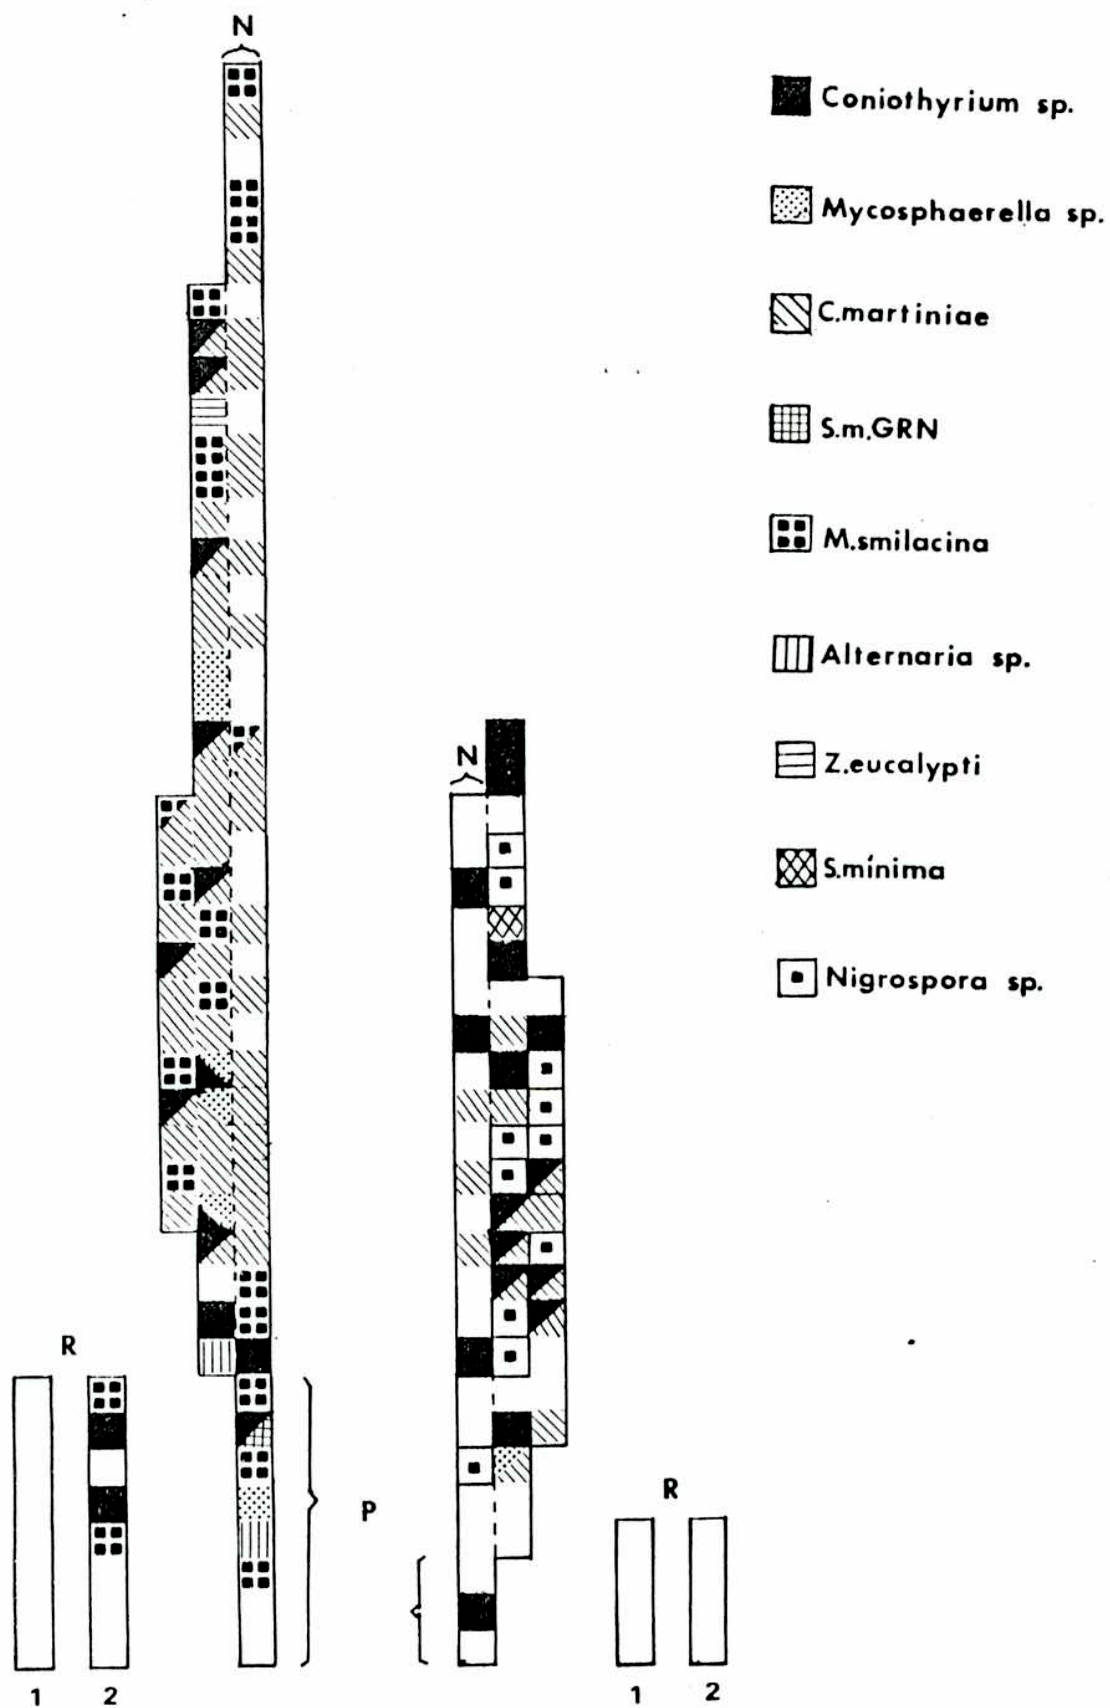 N
Coniothyrium sp.
Mycosphaerella sp.
C.martiniae
S.m.GRN
M.smilacina
Alternaria sp.
Z.eucalypti
S.mínima
Nigrospora sp.
N
R
P
R
1
2
1
2